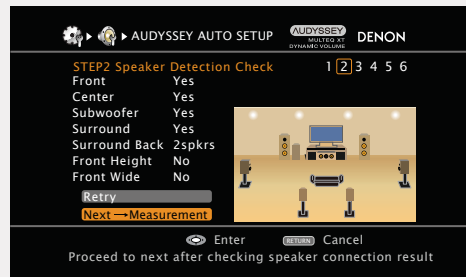 AUDYSSEY AUTO SETUP
AUDYSSEY
MULTEQ XT
DYNAMIC VOLUME
DENON
STEP2 Speaker Detection Check 1 2 3 4 5 6
Front Yes
Center Yes
Subwoofer Yes
Surround Yes
Surround Back 2spkrs
Front Height No
Front Wide No
Retry
Next→Measurement
Enter RETURN Cancel
Proceed to next after checking speaker connection result